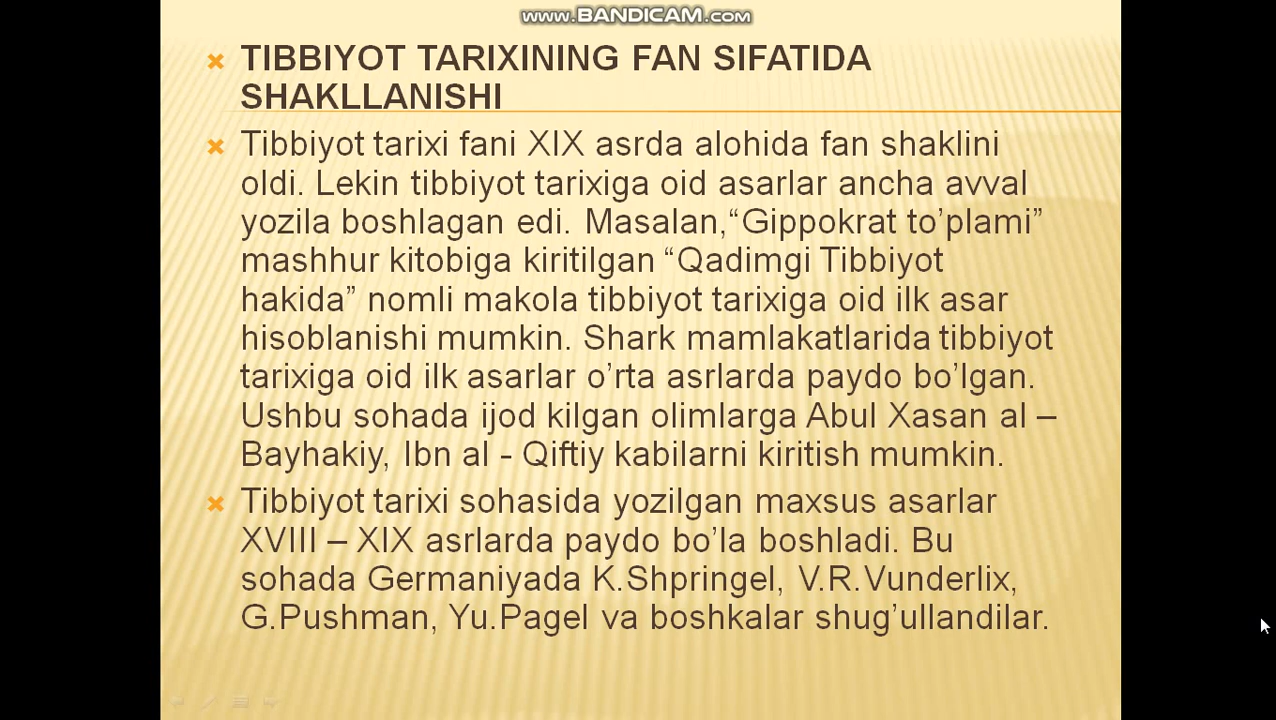 www.BANDICAM.com
TIBBIYOT TARIXINING FAN SIFATIDA
SHAKLLANISHI
Tibbiyot tarixi fani XIX asrda alohida fan shaklini
oldi. Lekin tibbiyot tarixiga oid asarlar ancha avval
yozila boshlagan edi. Masalan,“Gippokrat to’plami”
mashhur kitobiga kiritilgan “Qadimgi Tibbiyot
hakida” nomli makola tibbiyot tarixiga oid ilk asar
hisoblanishi mumkin. Shark mamlakatlarida tibbiyot
tarixiga oid ilk asarlar o’rta asrlarda paydo bo’lgan.
Ushbu sohada ijod kilgan olimlarga Abul Xasan al –
Bayhakiy, Ibn al - Qiftiy kabilarni kiritish mumkin.
Tibbiyot tarixi sohasida yozilgan maxsus asarlar
XVIII – XIX asrlarda paydo bo’la boshladi. Bu
sohada Germaniyada K.Shpringel, V.R.Vunderlix,
G.Pushman, Yu.Pagel va boshkalar shug’ullandilar.